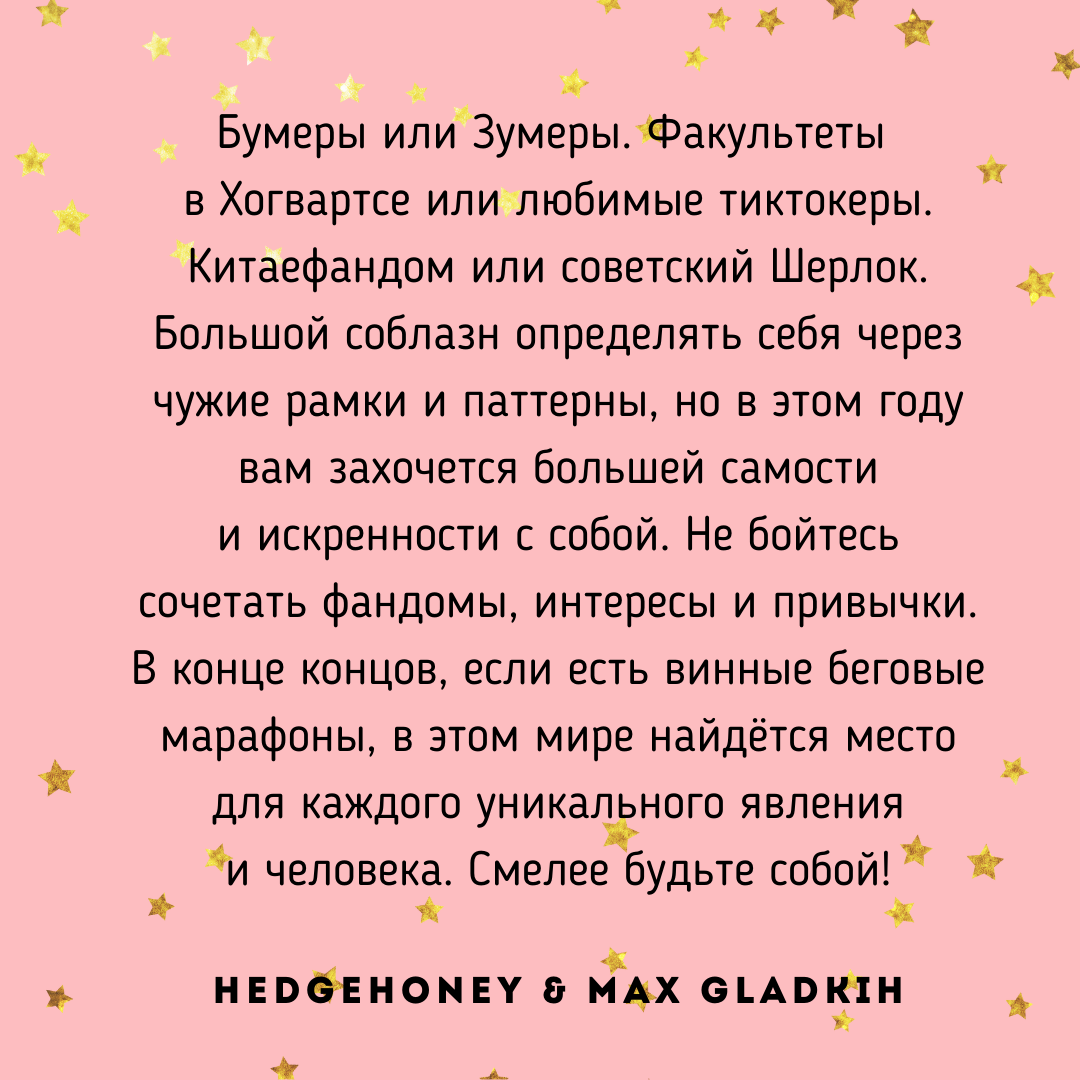 Бумеры или Зумеры. Факультеты
в Хогвартсе или любимые тиктокеры.
Китаефандом или советский Шерлок.
Большой соблазн определять себя через
чужие рамки и паттерны, но в этом году
вам захочется большей самости
и искренности с собой. Не бойтесь
сочетать фандомы, интересы и привычки.
В конце концов, если есть винные беговые
марафоны, в этом мире найдётся место
для каждого уникального явления
и человека. Смелее будьте собой!
HEDGEHONEY & MAX GLADKIH